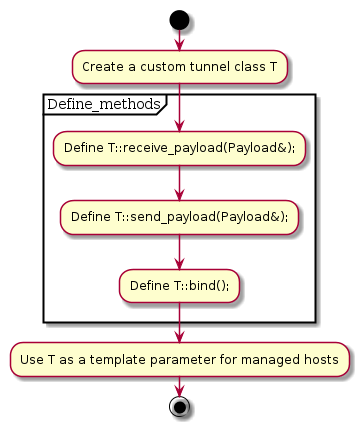 Create a custom tunnel class T
Define_methods
Define T::receive_payload(Payload&);
Define T::send_payload(Payload&);
Define T::bind();
Use T as a template parameter for managed hosts